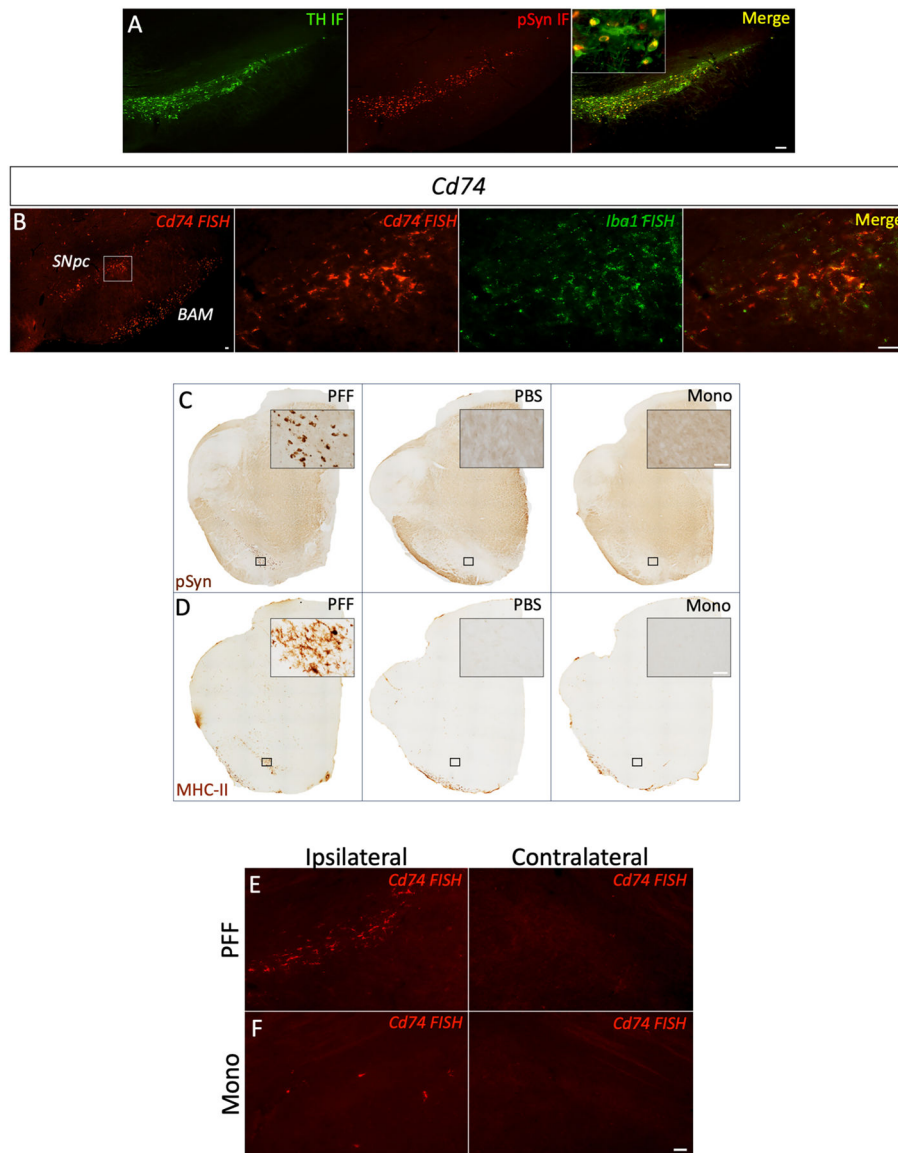 A TH IF pSyn IF Merge
Cd74
B Cd74 FISH Cd74 FISH Iba1 FISH Merge
SNpc
BAM
C PFF PBS Mono
pSyn
D PFF PBS Mono
MHC-II
Ipsilateral Contralateral
E Cd74 FISH Cd74 FISH
PFF
F Cd74 FISH Cd74 FISH
Mono